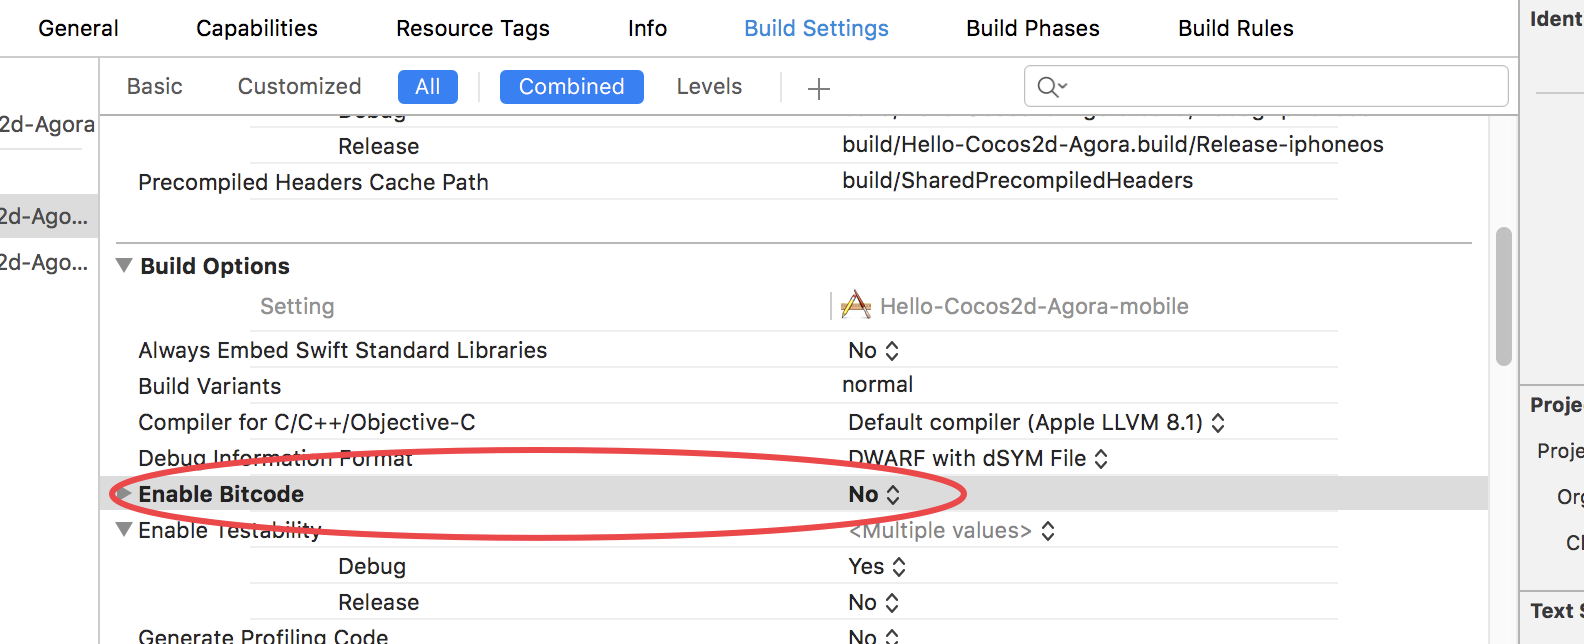 General Capabilities Resource Tags Info Build Settings Build Phases Build Rules
Ident
Basic Customized All Combined Levels
2d-Agora
Debug
Release build/Hello-Cocos2d-Agora.build/Release-iphoneos
Precompiled Headers Cache Path build/SharedPrecompiledHeaders
2d-Ago...
2d-Ago...
Build Options
Setting Hello-Cocos2d-Agora-mobile
Always Embed Swift Standard Libraries No
Build Variants normal
Compiler for C/C++/Objective-C Default compiler (Apple LLVM 8.1)
Debug Information Format DWARF with dSYM File
Enable Bitcode No
Enable Testability <Multiple values>
Debug Yes
Release No
Generate Profiling Code No
Proje
Proje
Org
Cl
Text S